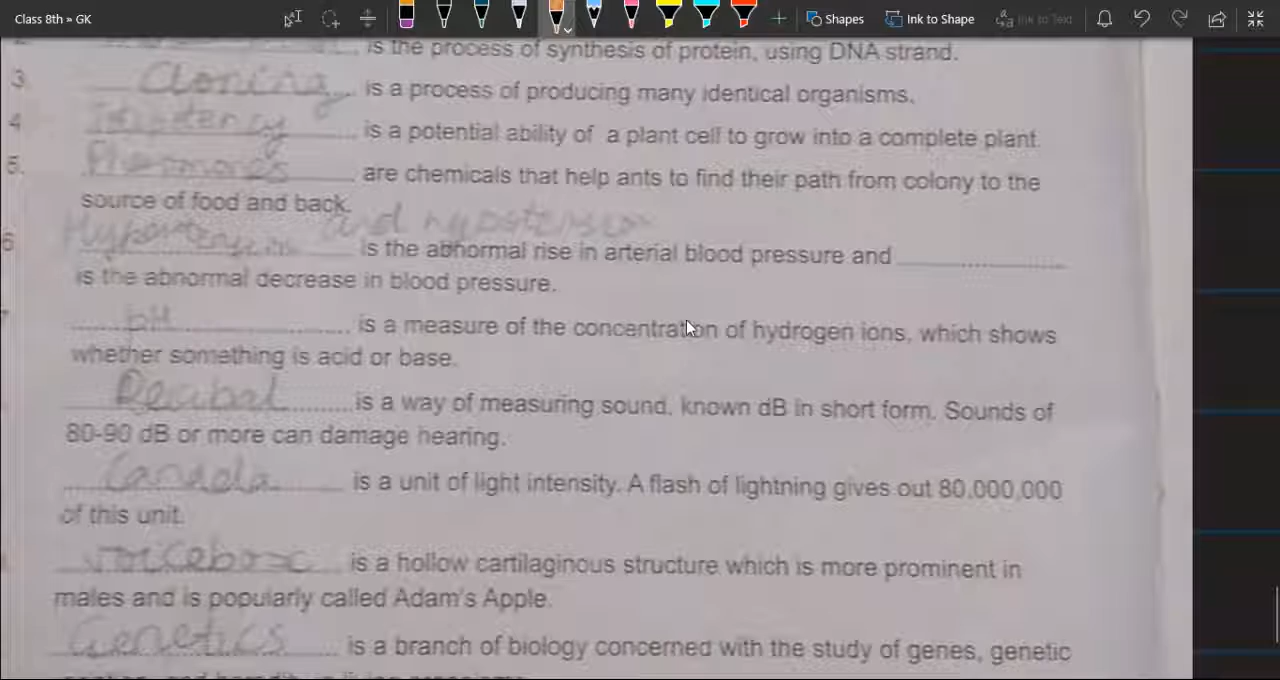 Class 8th » GK
Shapes
Ink to Shape
Ink to Text
is the process of synthesis of protein, using DNA strand.
3. Cloning is a process of producing many identical organisms.
4 is a potential ability of a plant cell to grow into a complete plant.
5. Pheromones are chemicals that help ants to find their path from colony to the
source of food and back.
and hypotension
6 Hypertension is the abnormal rise in arterial blood pressure and
is the abnormal decrease in blood pressure.
pH is a measure of the concentration of hydrogen ions, which shows
whether something is acid or base.
Decibal is a way of measuring sound, known dB in short form. Sounds of
80-90 dB or more can damage hearing.
Candela is a unit of light intensity. A flash of lightning gives out 80,000,000
of this unit.
voicebox is a hollow cartilaginous structure which is more prominent in
males and is popularly called Adam's Apple.
Genetics is a branch of biology concerned with the study of genes, genetic